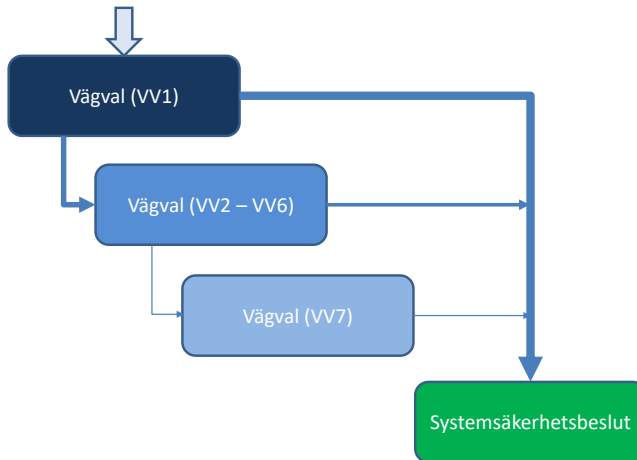 Vägval (VV1)
Vägval (VV2 – VV6)
Vägval (VV7)
Systemsäkerhetsbeslut